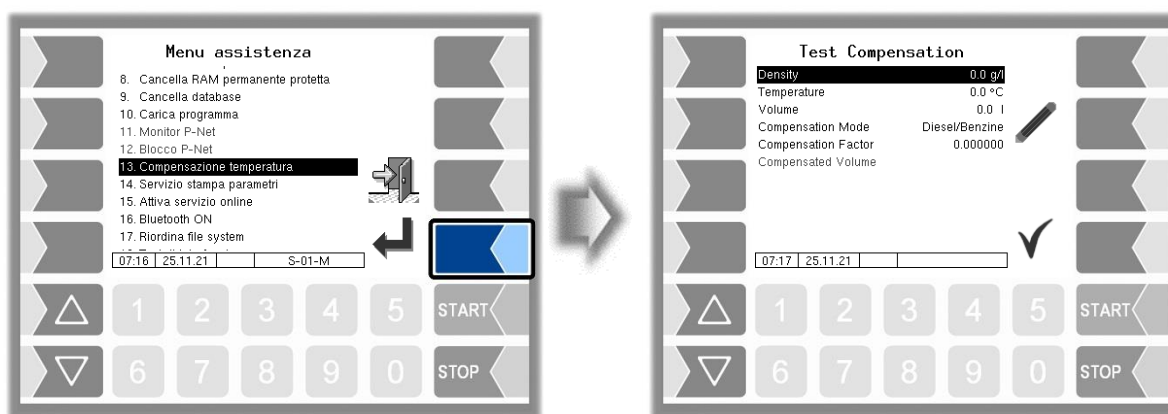 Menu assistenza
8. Cancella RAM permanente protetta
9. Cancella database
10. Carica programma
11. Monitor P-Net
12. Blocco P-Net
13. Compensazione temperatura
14. Servizio stampa parametri
15. Attiva servizio online
16. Bluetooth ON
17. Riordina file system
07:16 25.11.21 S-01-M
1 2 3 4 5 START
6 7 8 9 0 STOP
Test Compensation
Density 0.0 g/l
Temperature 0.0 °C
Volume 0.0 l
Compensation Mode Diesel/Benzine
Compensation Factor 0.000000
Compensated Volume
07:17 25.11.21
1 2 3 4 5 START
6 7 8 9 0 STOP